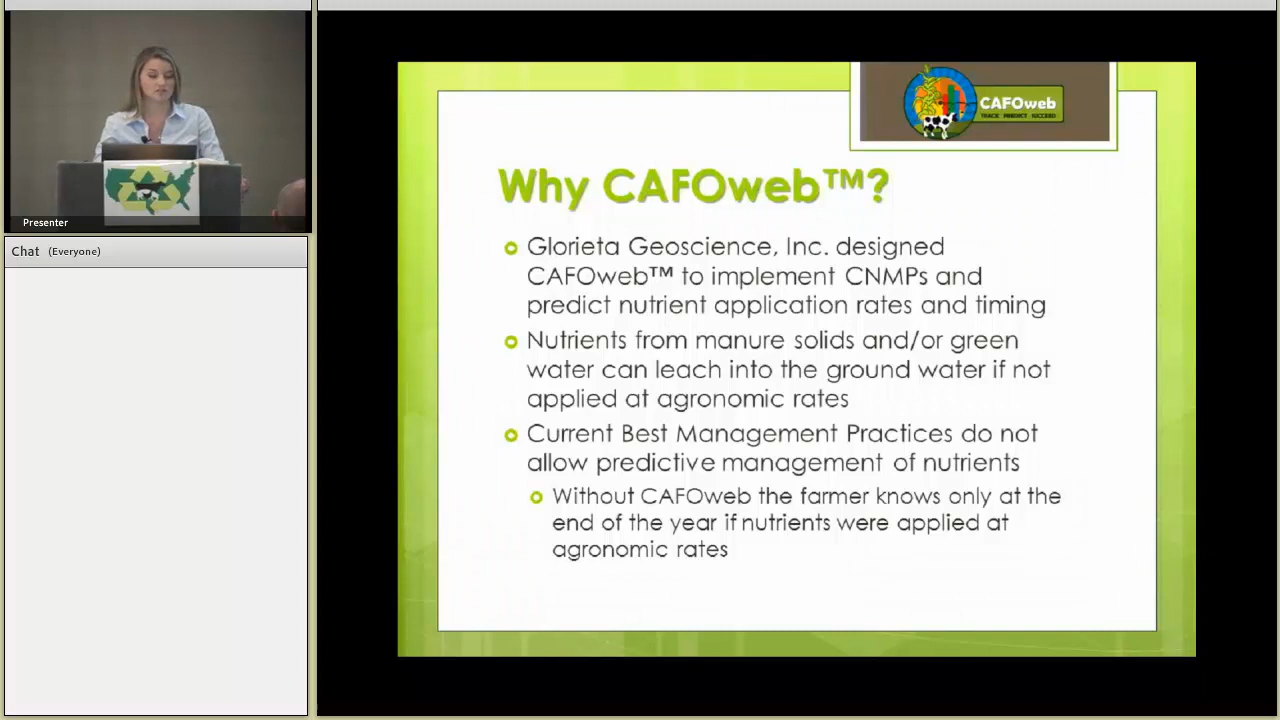 Presenter
Chat (Everyone)
CAFOweb
TRACK PREDICT SUCCEED
Why CAFOweb™?
Glorieta Geoscience, Inc. designed
CAFOweb™ to implement CNMPs and
predict nutrient application rates and timing
Nutrients from manure solids and/or green
water can leach into the ground water if not
applied at agronomic rates
Current Best Management Practices do not
allow predictive management of nutrients
Without CAFOweb the farmer knows only at the
end of the year if nutrients were applied at
agronomic rates